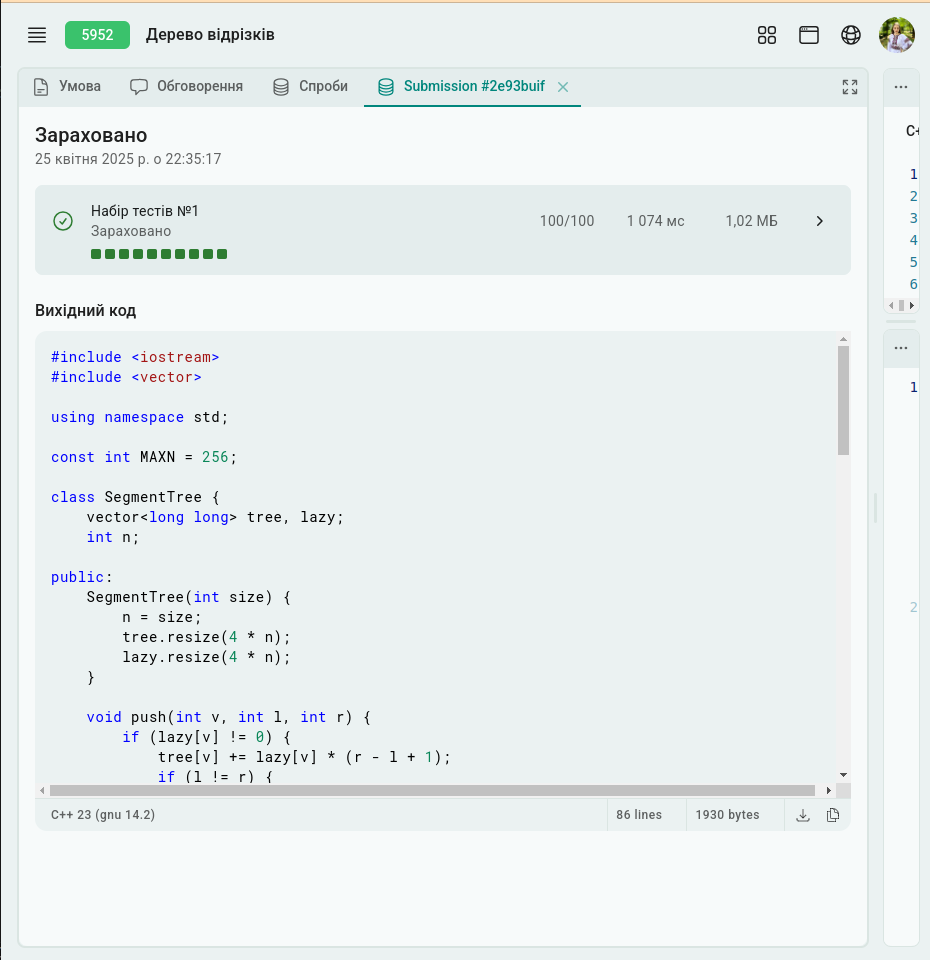 5952 Дерево відрізків
Умова Обговорення Спроби Submission #2e93buif
Зараховано
25 квітня 2025 р. о 22:35:17
Набір тестів №1
Зараховано
100/100 1 074 мс 1,02 МБ
Вихідний код
#include <iostream>
#include <vector>
using namespace std;
const int MAXN = 256;
class SegmentTree {
    vector<long long> tree, lazy;
    int n;
public:
    SegmentTree(int size) {
        n = size;
        tree.resize(4 * n);
        lazy.resize(4 * n);
    }
    void push(int v, int l, int r) {
        if (lazy[v] != 0) {
            tree[v] += lazy[v] * (r - l + 1);
            if (l != r) {
C++ 23 (gnu 14.2) 86 lines 1930 bytes
...
C+
1
2
3
4
5
6
...
1
2